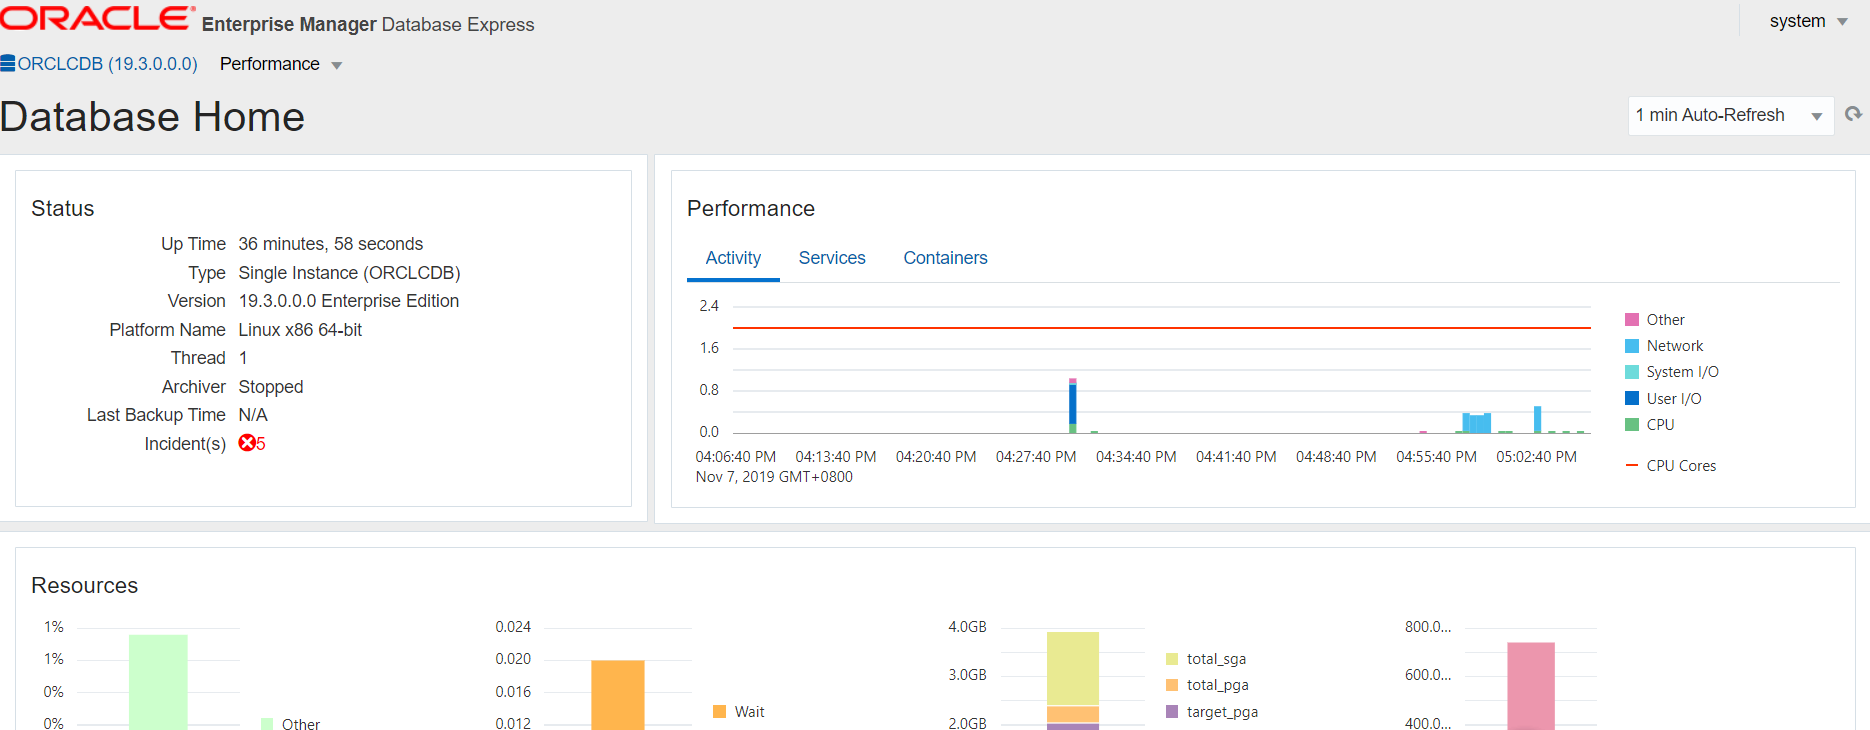 ORACLE Enterprise Manager Database Express
system
ORCLCDB (19.3.0.0.0) Performance
Database Home
1 min Auto-Refresh
Status
Up Time 36 minutes, 58 seconds
Type Single Instance (ORCLCDB)
Version 19.3.0.0.0 Enterprise Edition
Platform Name Linux x86 64-bit
Thread 1
Archiver Stopped
Last Backup Time N/A
Incident(s) 5
Performance
Activity Services Containers
2.4
1.6
0.8
0.0
04:06:40 PM 04:13:40 PM 04:20:40 PM 04:27:40 PM 04:34:40 PM 04:41:40 PM 04:48:40 PM 04:55:40 PM 05:02:40 PM
Nov 7, 2019 GMT+0800
Other
Network
System I/O
User I/O
CPU
CPU Cores
Resources
1%
1%
0%
0%
Other
0.024
0.020
0.016
0.012
Wait
4.0GB
3.0GB
2.0GB
total_sga
total_pga
target_pga
800.0...
600.0...
400.0...